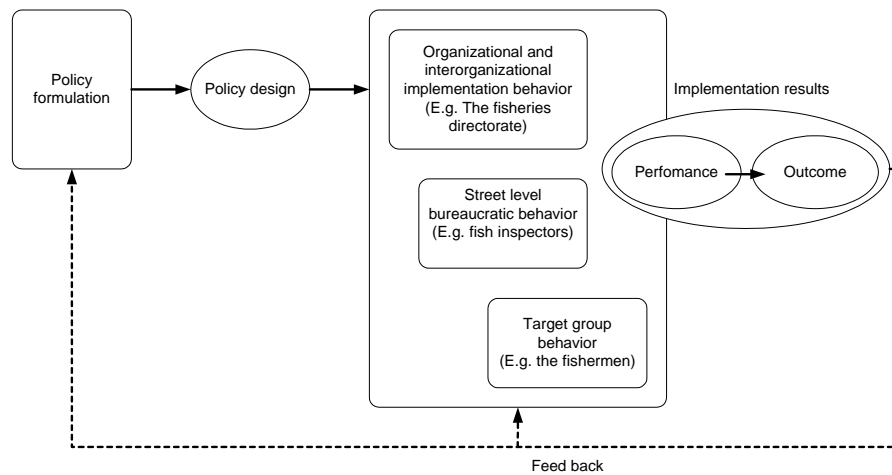 Policy
formulation
Policy design
Organizational and
interorganizational
implementation behavior
(E.g. The fisheries
directorate)
Street level
bureaucratic behavior
(E.g. fish inspectors)
Target group
behavior
(E.g. the fishermen)
Implementation results
Perfomance
Outcome
Feed back